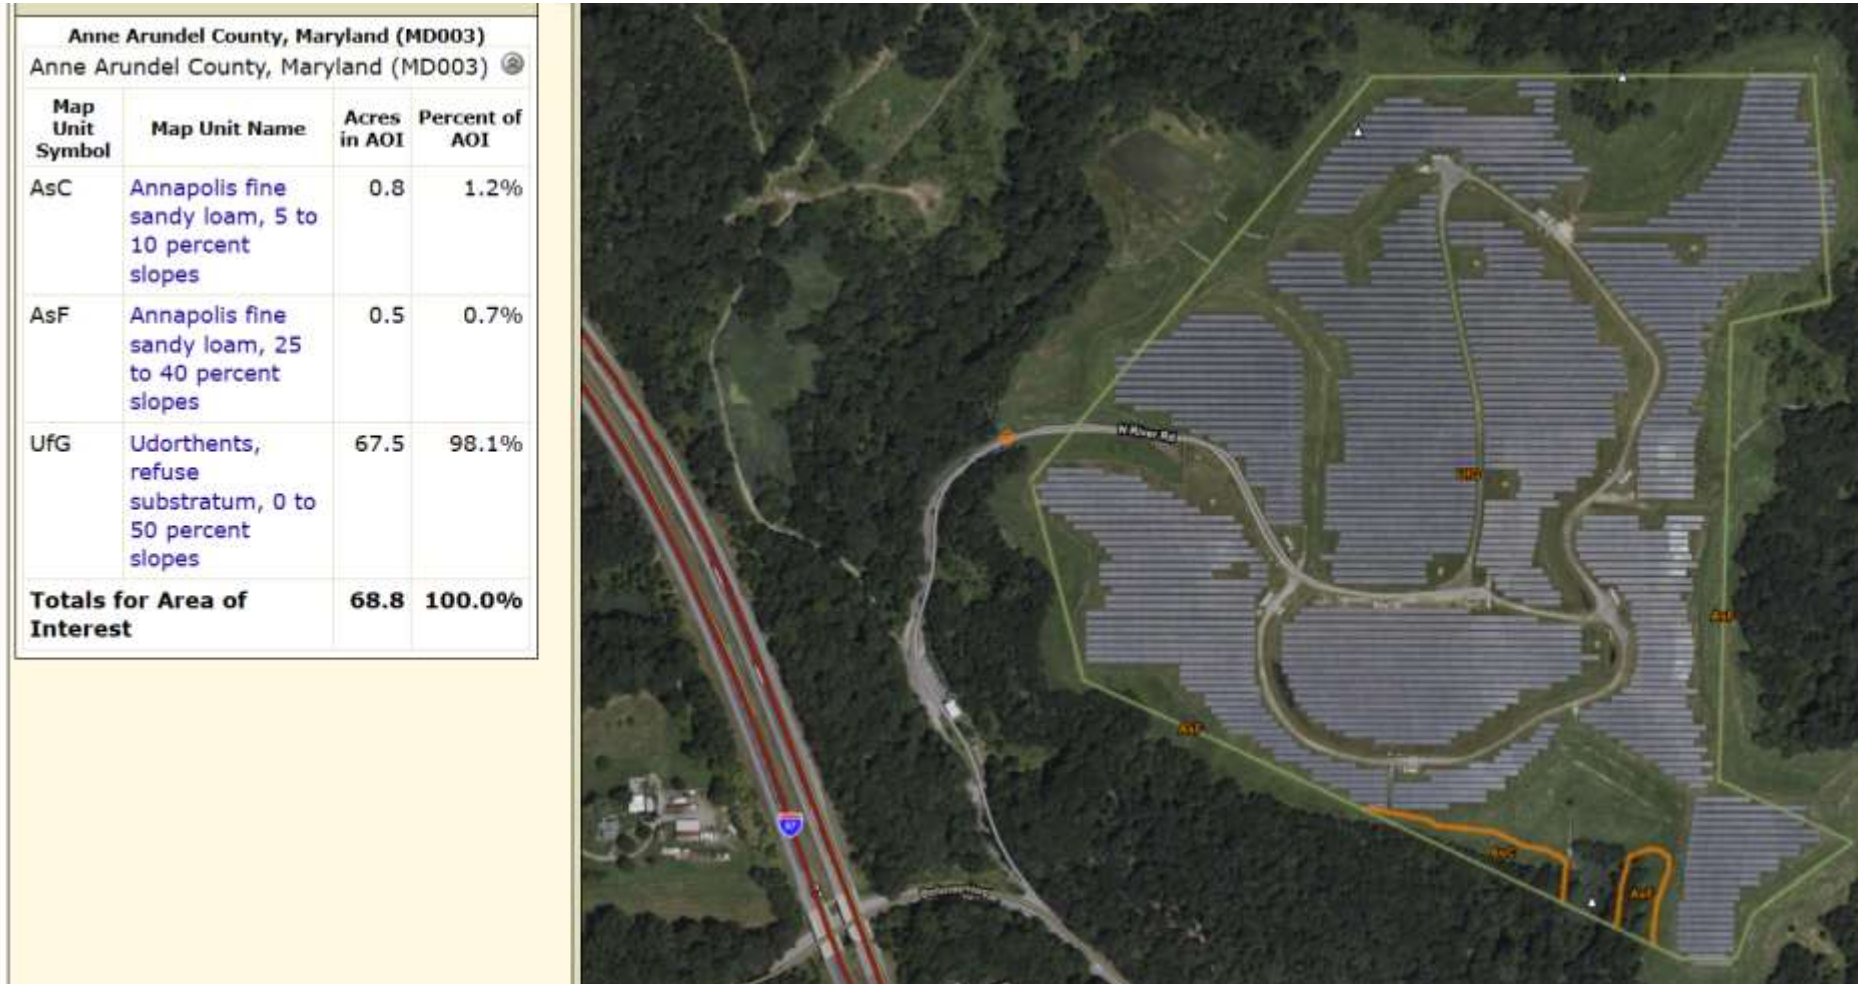 Anne Arundel County, Maryland (MD003)
Anne Arundel County, Maryland (MD003)
Map Unit Symbol
Map Unit Name
Acres in AOI
Percent of AOI
AsC
Annapolis fine
sandy loam, 5 to
10 percent
slopes
0.8
1.2%
AsF
Annapolis fine
sandy loam, 25
to 40 percent
slopes
0.5
0.7%
UfG
Udorthents,
refuse
substratum, 0 to
50 percent
slopes
67.5
98.1%
Totals for Area of
Interest
68.8
100.0%
N River Rd
UfG
AsF
AsF
AsC
AsF
97